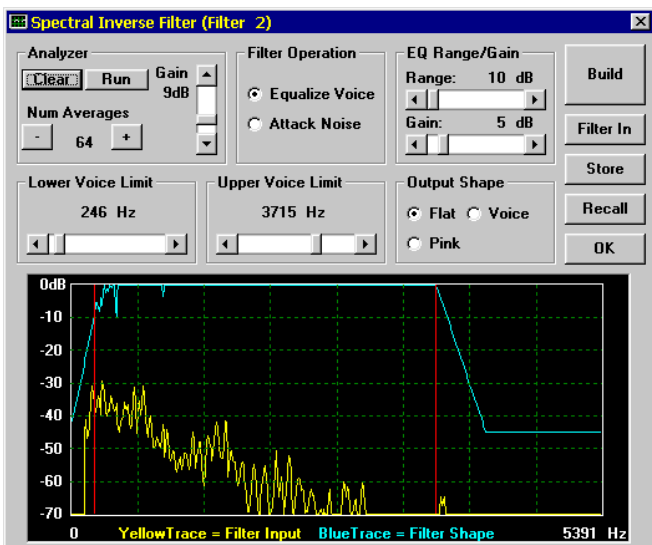 Spectral Inverse Filter (Filter 2)
Analyzer
Clear Run Gain 9dB
Num Averages
- 64 +
Filter Operation
Equalize Voice
Attack Noise
EQ Range/Gain
Range: 10 dB
Gain: 5 dB
Build
Filter In
Store
Recall
OK
Lower Voice Limit
246 Hz
Upper Voice Limit
3715 Hz
Output Shape
Flat Voice
Pink
0dB
-10
-20
-30
-40
-50
-60
-70
0 YellowTrace = Filter Input BlueTrace = Filter Shape 5391 Hz